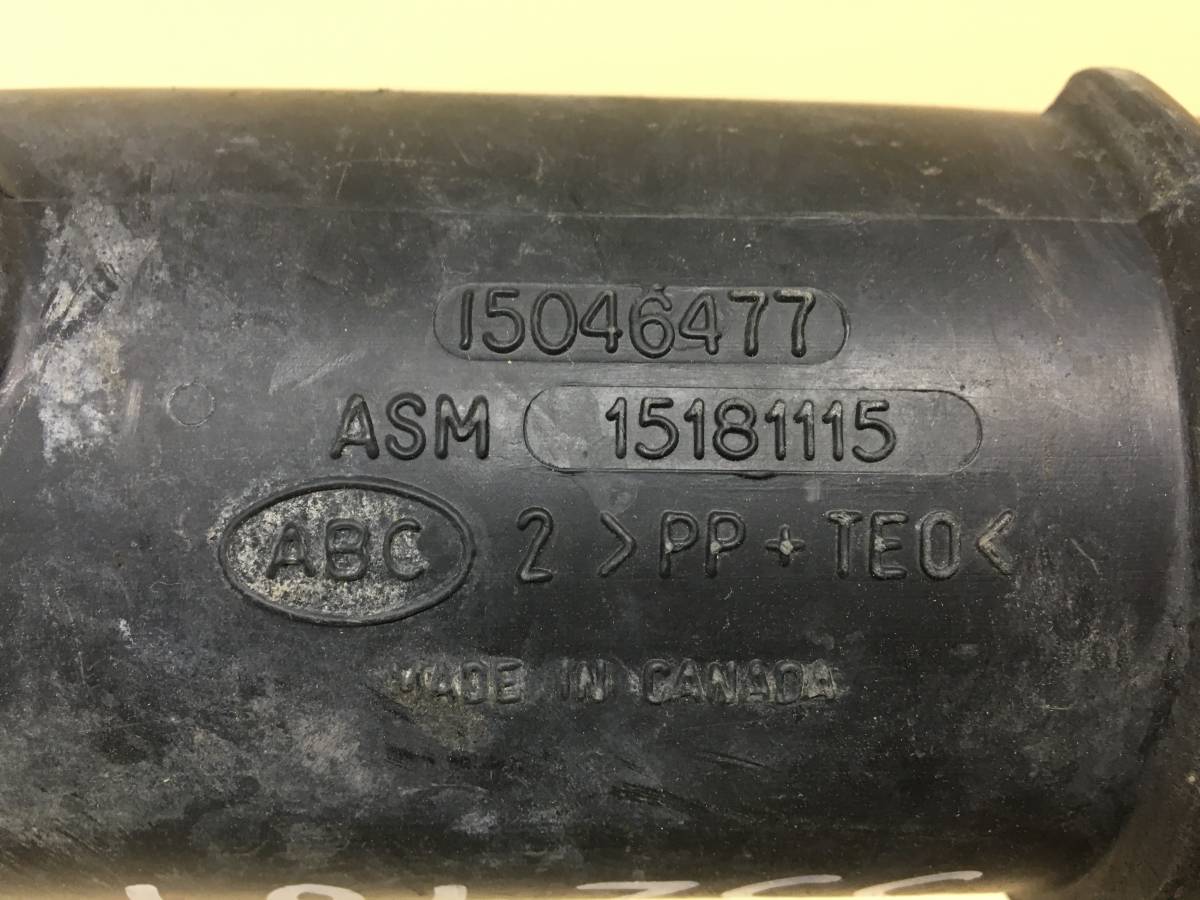 15046477
ASM 15181115
ABC 2 >PP+TEO<
MADE IN CANADA